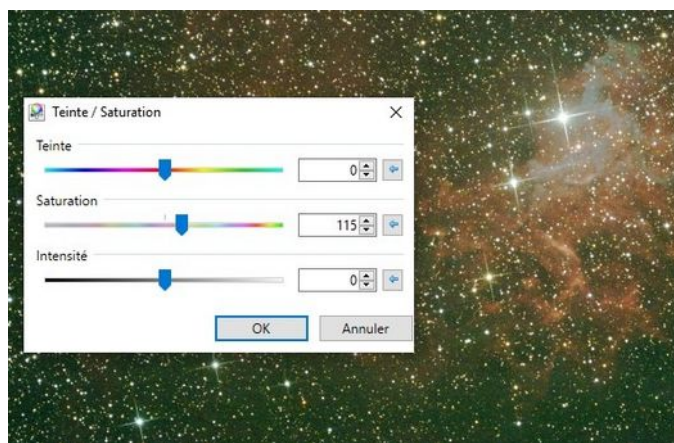 Teinte / Saturation
Teinte
0
Saturation
115
Intensité
0
OK
Annuler